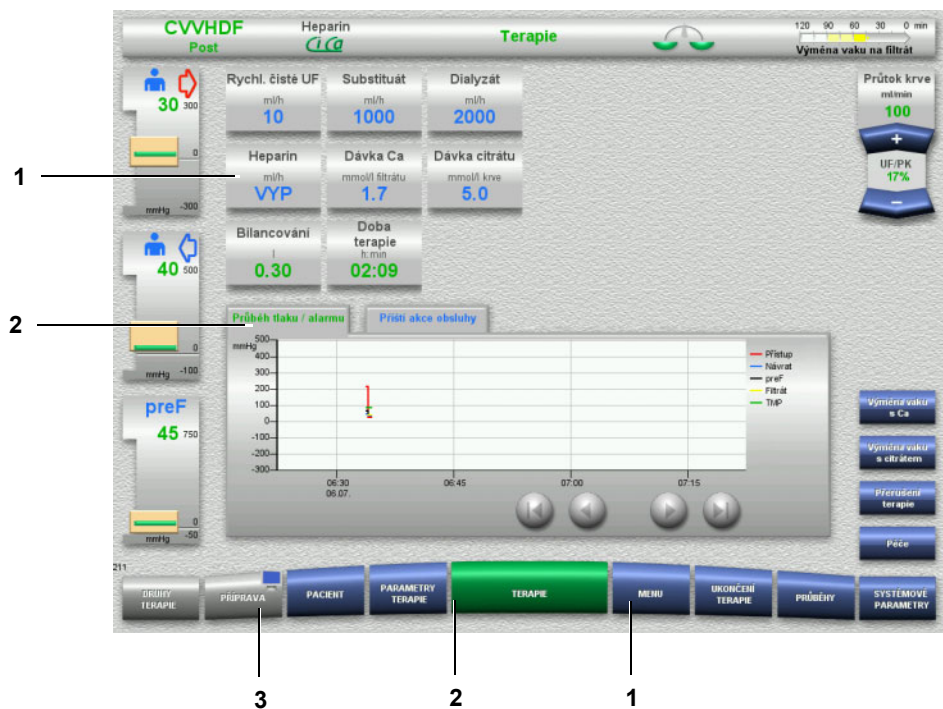 CVVHDF
Post
Heparin
CiCa
Terapie
120 90 60 30 0 min
Výměna vaku na filtrát
30
300
0
mmHg
-300
Rychl. čisté UF
ml/h
10
Substituát
ml/h
1000
Dialyzát
ml/h
2000
Průtok krve
ml/min
100
+
UF/PK
17%
–
1
Heparin
ml/h
VYP
Dávka Ca
mmol/l filtrátu
1.7
Dávka citrátu
mmol/l krve
5.0
40
500
0
mmHg
-100
Bilancování
l
0.30
Doba
terapie
h:min
02:09
2
Průběh tlaku / alarmu
Příští akce obsluhy
mmHg
500
400
300
200
100
0
-100
-200
-300
06:30
06.07.
06:45
07:00
07:15
Přístup
Návrat
preF
Filtrát
TMP
preF
45
750
0
mmHg
-50
Výměna vaku
s Ca
Výměna vaku
s citrátem
Přerušení
terapie
Péče
211
DRUHY
TERAPIE
PŘÍPRAVA
PACIENT
PARAMETRY
TERAPIE
TERAPIE
MENU
UKONČENÍ
TERAPIE
PRŮBĚHY
SYSTÉMOVÉ
PARAMETRY
3
2
1